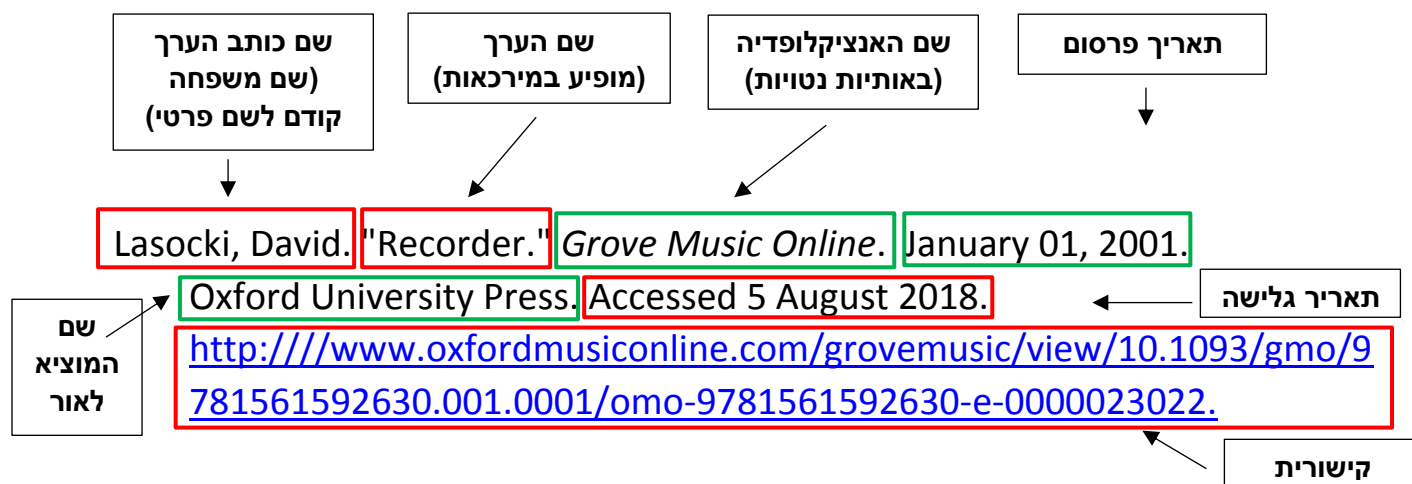 שם כותב הערך
(שם משפחה
קודם לשם פרטי)
שם הערך
(מופיע במירכאות)
שם האנציקלופדיה
(באותיות נטויות)
תאריך פרסום
Lasocki, David. "Recorder." Grove Music Online. January 01, 2001.
Oxford University Press. Accessed 5 August 2018.
תאריך גלישה
שם
המוציא
לאור
http:////www.oxfordmusiconline.com/grovemusic/view/10.1093/gmo/9
781561592630.001.0001/omo-9781561592630-e-0000023022.
קישורית